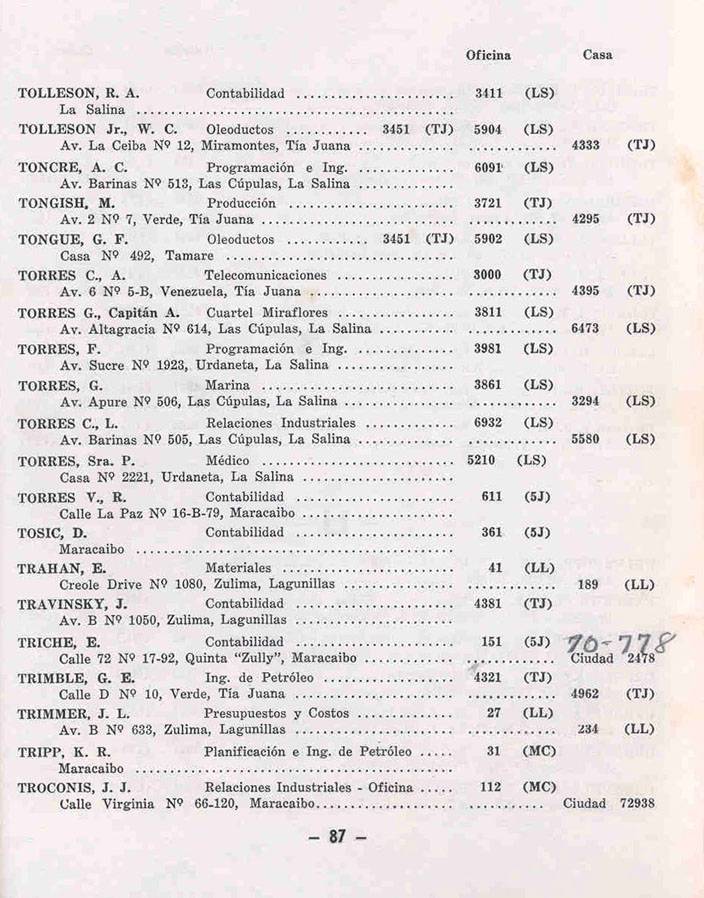 Oficina Casa
TOLLESON, R. A. Contabilidad ........................ 3411 (LS)
La Salina ................................................
TOLLESON Jr., W. C. Oleoductos ............ 3451 (TJ) 5904 (LS)
Av. La Ceiba Nº 12, Miramontes, Tía Juana ............... ............. 4333 (TJ)
TONCRE, A. C. Programación e Ing. ............... 6091 (LS)
Av. Barinas Nº 513, Las Cúpulas, La Salina ...............
TONGISH, M. Producción ......................... 3721 (TJ)
Av. 2 Nº 7, Verde, Tía Juana ............................. ............. 4295 (TJ)
TONGUE, G. F. Oleoductos ............ 3451 (TJ) 5902 (LS)
Casa Nº 492, Tamare ...................................
TORRES C., A. Telecomunicaciones .................. 3000 (TJ)
Av. 6 Nº 5-B, Venezuela, Tía Juana ....................... ............. 4395 (TJ)
TORRES G., Capitán A. Cuartel Miraflores .................. 3811 (LS)
Av. Altagracia Nº 614, Las Cúpulas, La Salina ............ ............. 6473 (LS)
TORRES, F. Programación e Ing. ............... 3981 (LS)
Av. Sucre Nº 1923, Urdaneta, La Salina ..................
TORRES, G. Marina ............................. 3861 (LS)
Av. Apure Nº 506, Las Cúpulas, La Salina ................. ............. 3294 (LS)
TORRES C., L. Relaciones Industriales .............. 6932 (LS)
Av. Barinas Nº 505, Las Cúpulas, La Salina ............... ............. 5580 (LS)
TORRES, Sra. P. Médico ............................. 5210 (LS)
Casa Nº 2221, Urdaneta, La Salina .......................
TORRES V., R. Contabilidad ........................ 611 (5J)
Calle La Paz Nº 16-B-79, Maracaibo .......................
TOSIC, D. Contabilidad ........................ 361 (5J)
Maracaibo ................................................
TRAHAN, E. Materiales .......................... 41 (LL)
Creole Drive Nº 1080, Zulima, Lagunillas ................. ............. 189 (LL)
TRAVINSKY, J. Contabilidad ........................ 4381 (TJ)
Av. B Nº 1050, Zulima, Lagunillas ........................
TRICHE, E. Contabilidad ........................ 151 (5J) 70-778
Calle 72 Nº 17-92, Quinta "Zully", Maracaibo .............. ............. Ciudad 2478
TRIMBLE, G. E. Ing. de Petróleo ..................... 4321 (TJ)
Calle D Nº 10, Verde, Tía Juana ........................ ............. 4962 (TJ)
TRIMMER, J. L. Presupuestos y Costos ............... 27 (LL)
Av. B Nº 633, Zulima, Lagunillas ........................ ............. 234 (LL)
TRIPP, K. R. Planificación e Ing. de Petróleo ..... 31 (MC)
Maracaibo ................................................
TROCONIS, J. J. Relaciones Industriales - Oficina ..... 112 (MC)
Calle Virginia Nº 66-120, Maracaibo..................... ........... Ciudad 72938
- 87 -